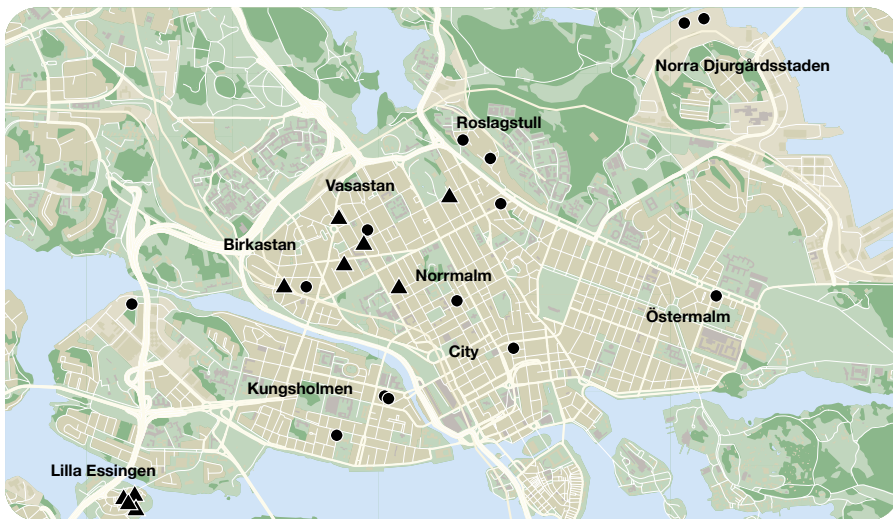 Norra Djurgårdsstaden
Roslagstull
Vasastan
Birkastan
Norrmalm
Östermalm
City
Kungsholmen
Lilla Essingen